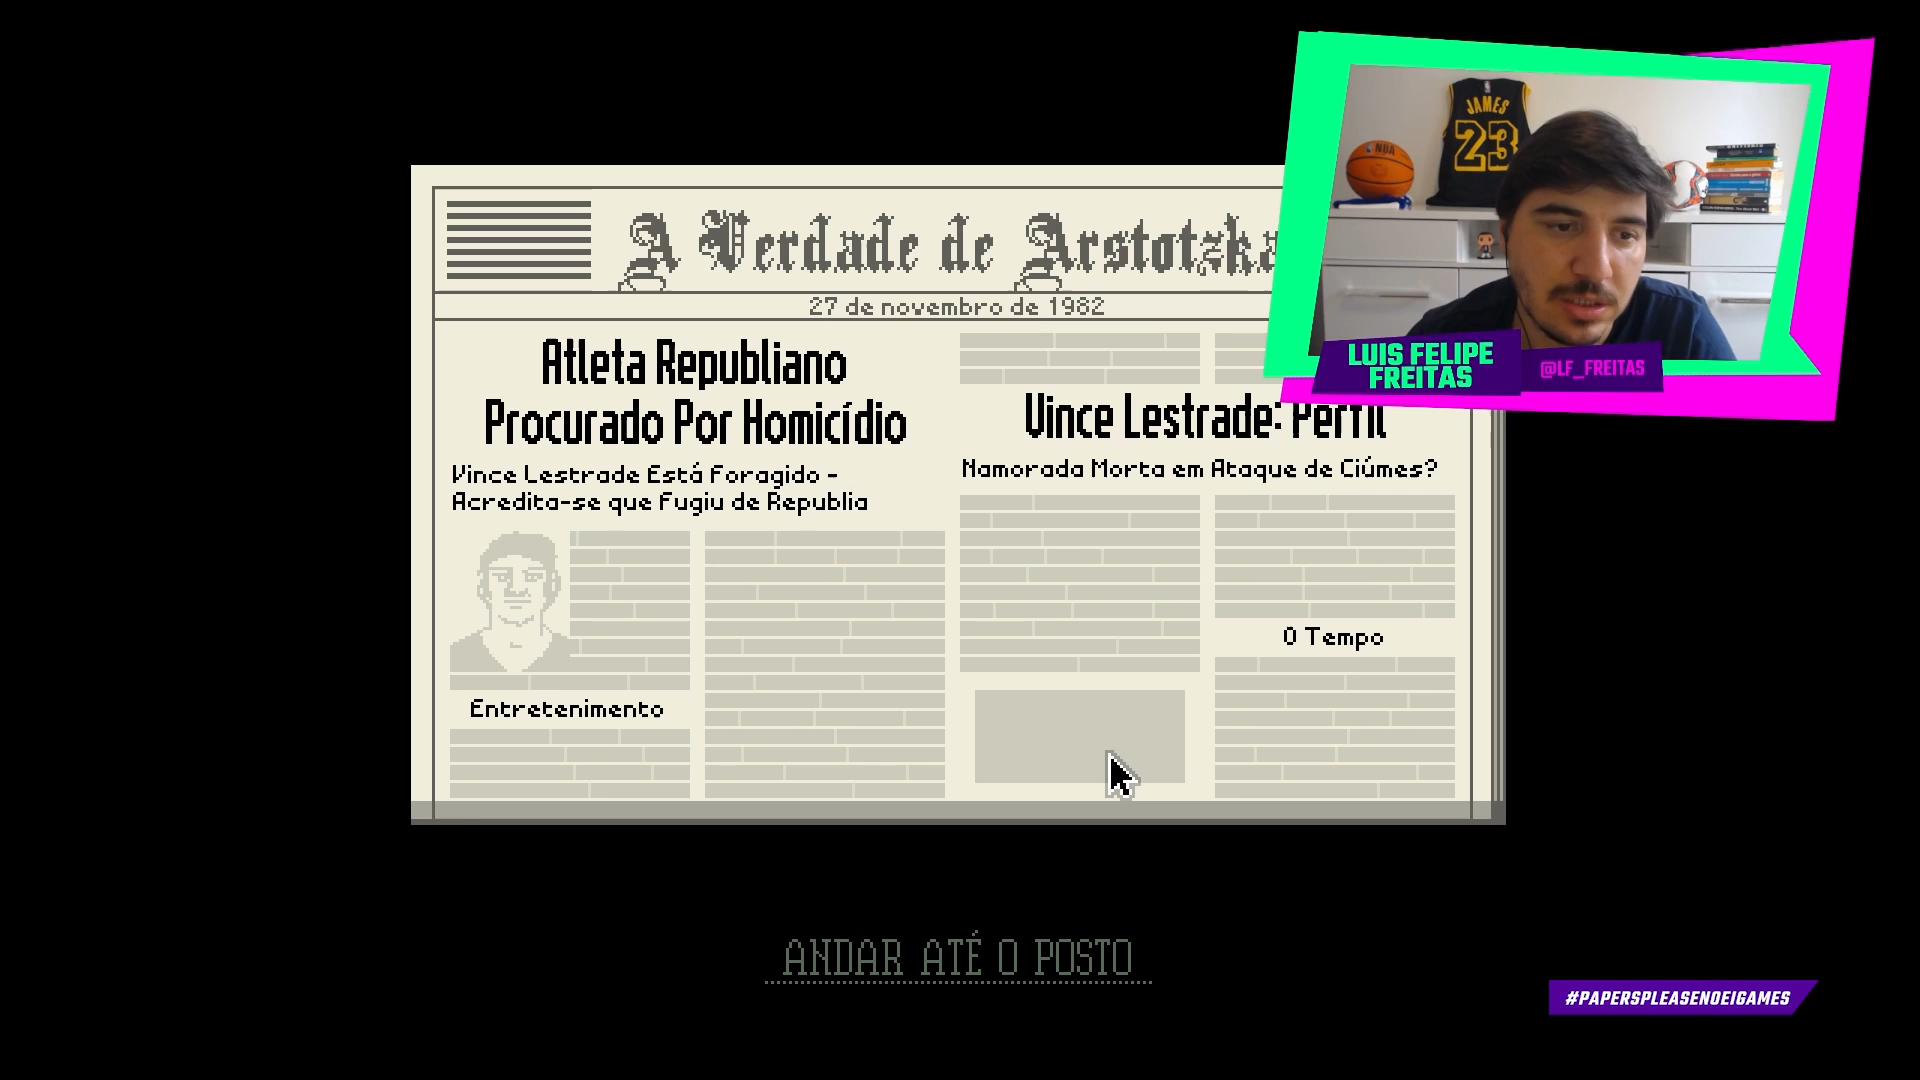 A Verdade de Arstotzka
27 de novembro de 1982
Atleta Republiano
Procurado Por Homicídio
Vince Lestrade Está Foragido -
Acredita-se que Fugiu de Republia
Entretenimento
Vince Lestrade: Perfil
Namorada Morta em Ataque de Ciúmes?
O Tempo
ANDAR ATÉ O POSTO
NBA
JAMES
23
LUIS FELIPE
FREITAS
@LF_FREITAS
#PAPERSPLEASENOEIGAMES